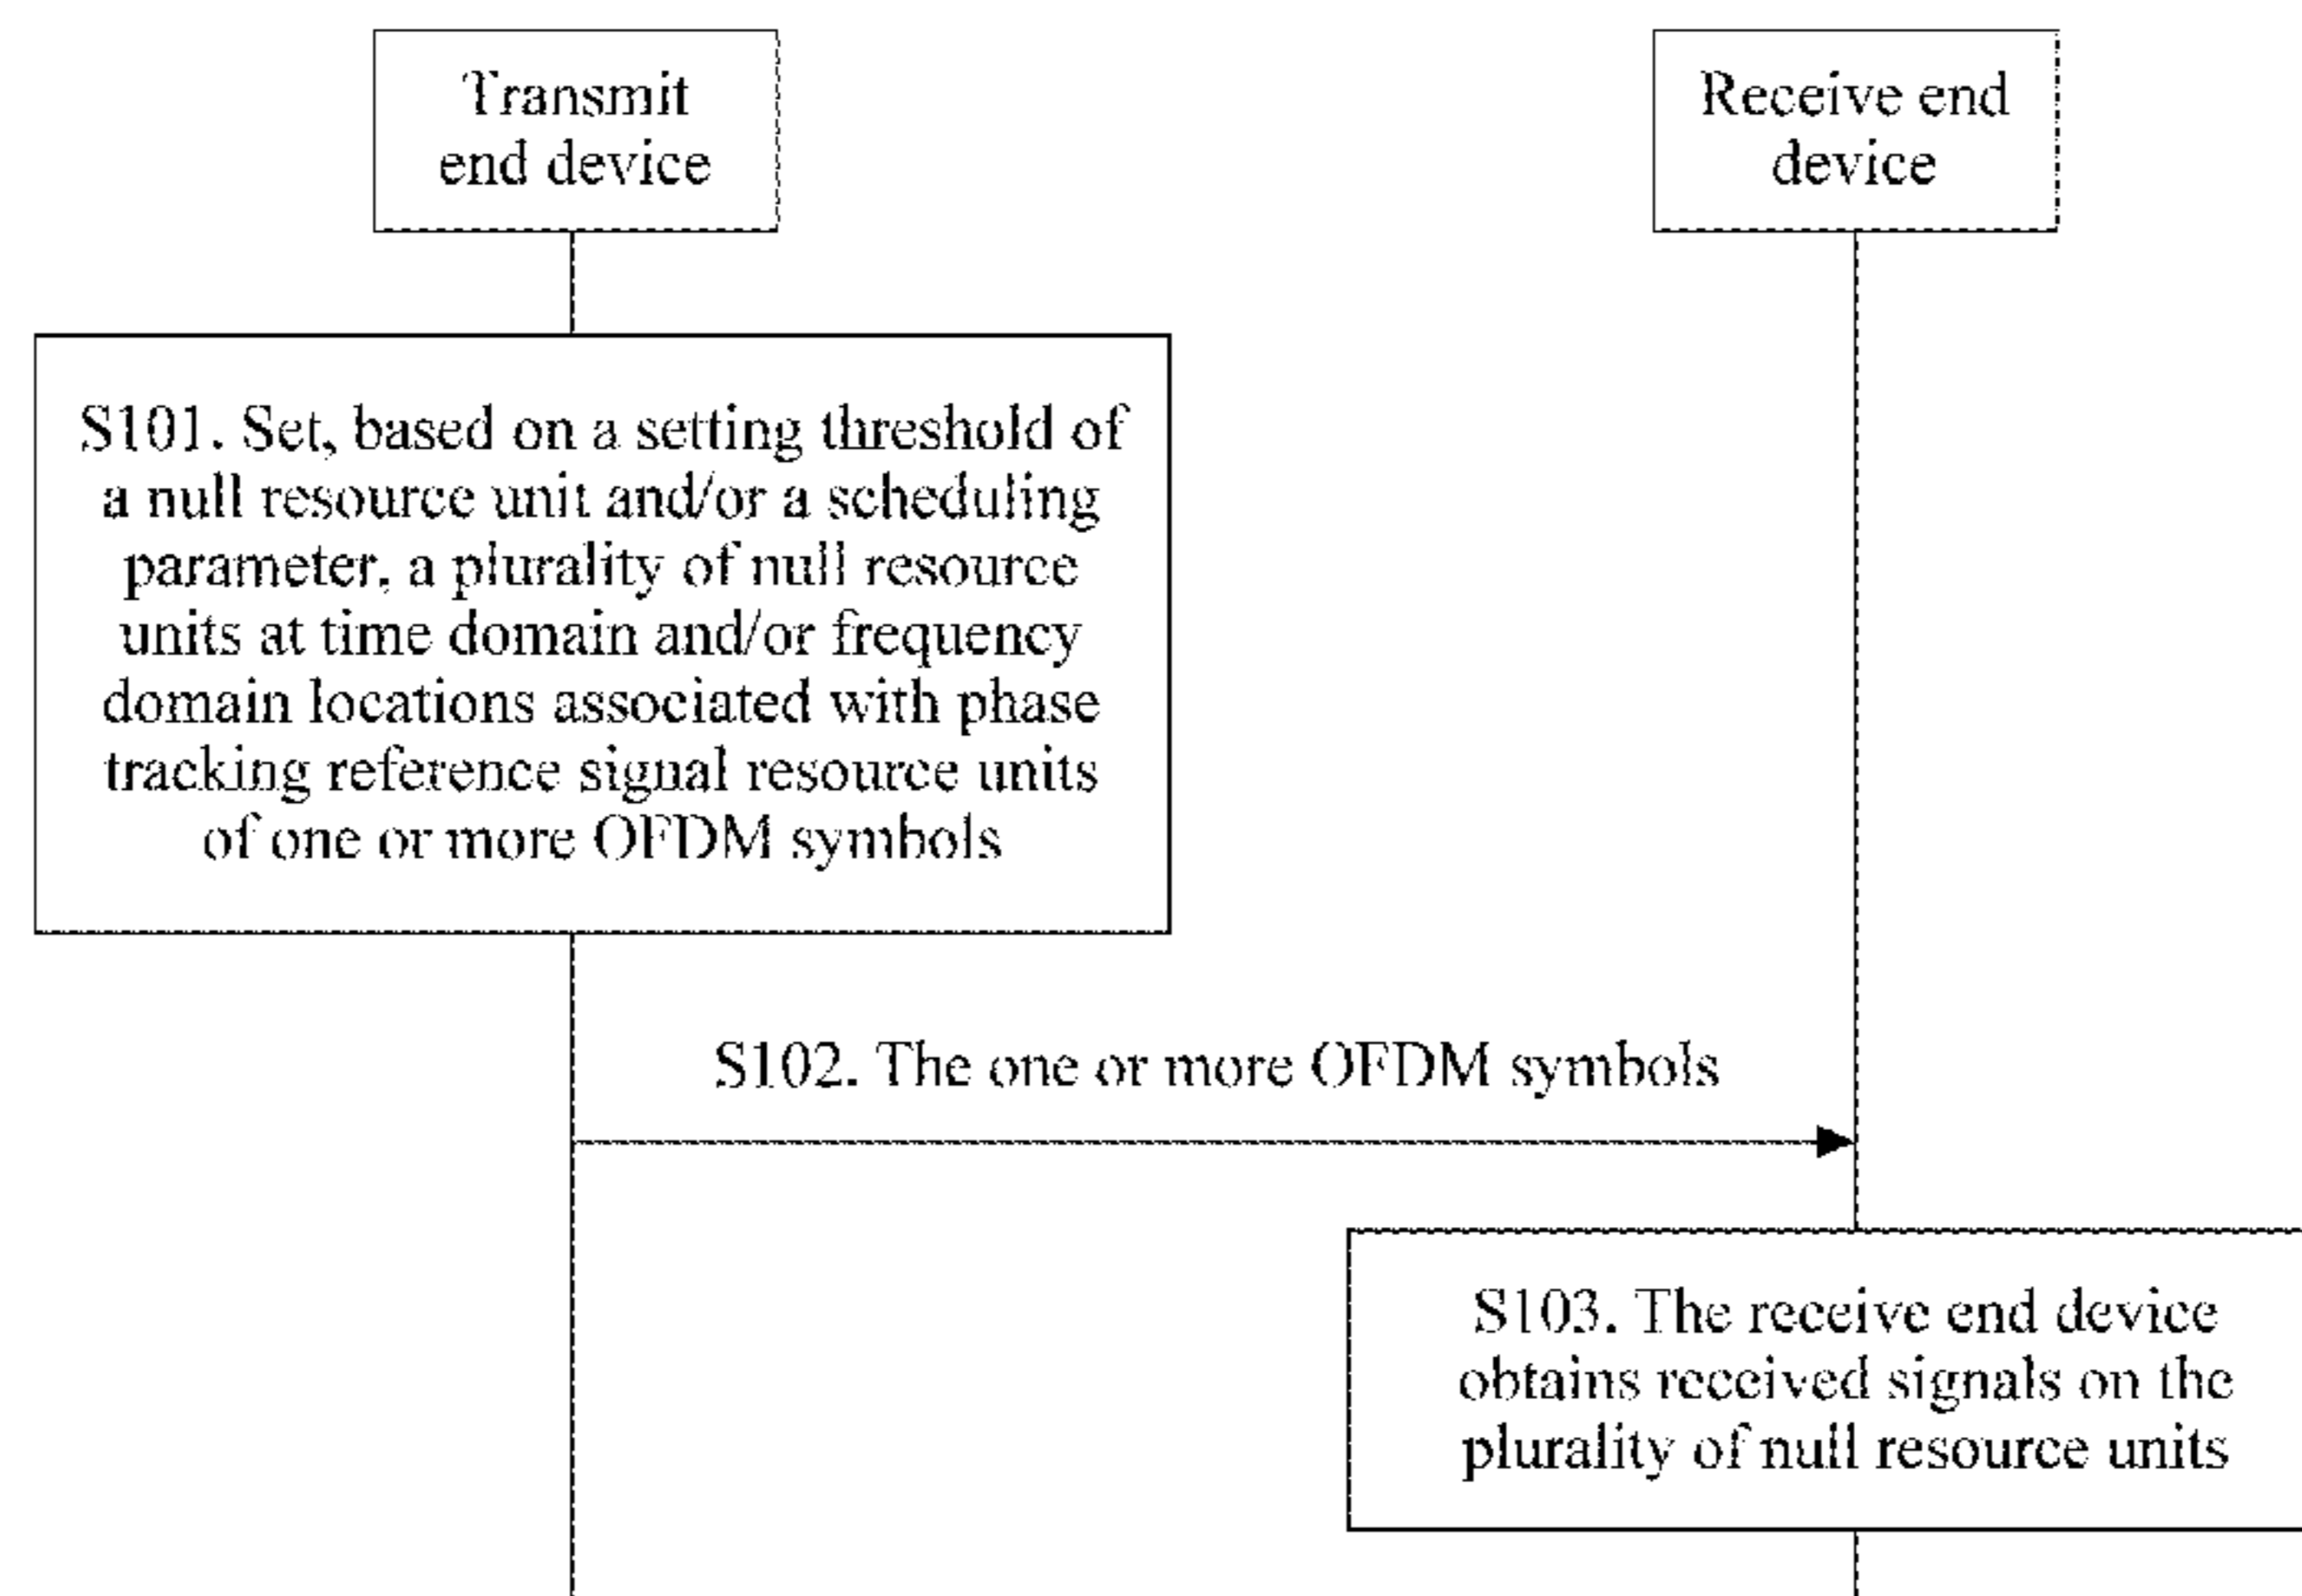 Transmit
end device
Receive end
device
S101. Set, based on a setting threshold of
a null resource unit and/or a scheduling
parameter, a plurality of null resource
units at time domain and/or frequency
domain locations associated with phase
tracking reference signal resource units
of one or more OFDM symbols
S102. The one or more OFDM symbols
S103. The receive end device
obtains received signals on the
plurality of null resource units